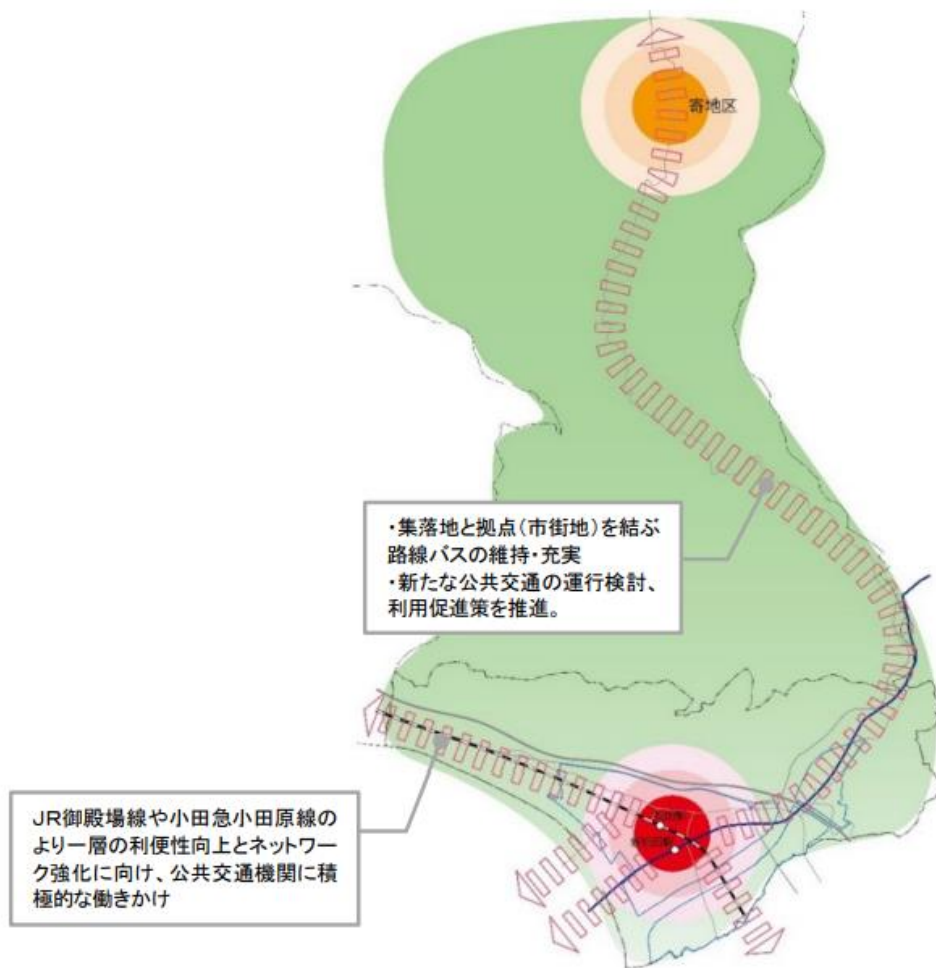 寄地区
・集落地と拠点(市街地)を結ぶ
路線バスの維持・充実
・新たな公共交通の運行検討、
利用促進策を推進。
JR御殿場線や小田急小田原線の
より一層の利便性向上とネットワー
ク強化に向け、公共交通機関に積
極的な働きかけ